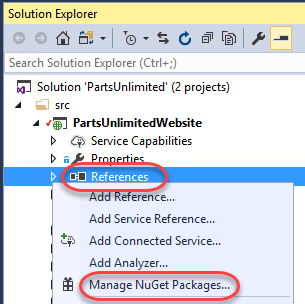 Solution Explorer
Search Solution Explorer (Ctrl+;)
Solution 'PartsUnlimited' (2 projects)
src
PartsUnlimitedWebsite
Service Capabilities
Properties
References
Add Reference...
Add Service Reference...
Add Connected Service...
Add Analyzer...
Manage NuGet Packages...